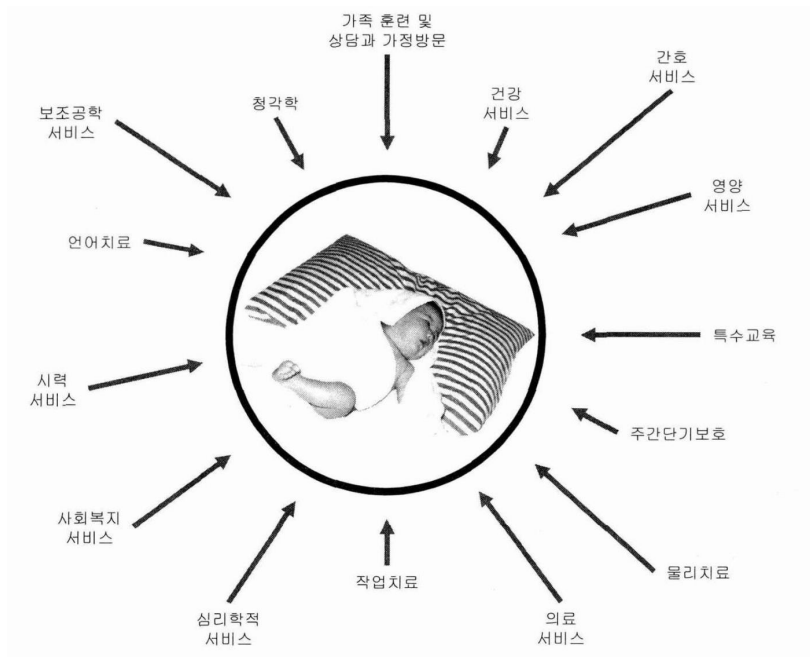 가족 훈련 및
상담과 가정방문
간호
서비스
건강
서비스
청각학
보조공학
서비스
영양
서비스
언어치료
특수교육
시력
서비스
주간단기보호
사회복지
서비스
물리치료
작업치료
심리학적
서비스
의료
서비스